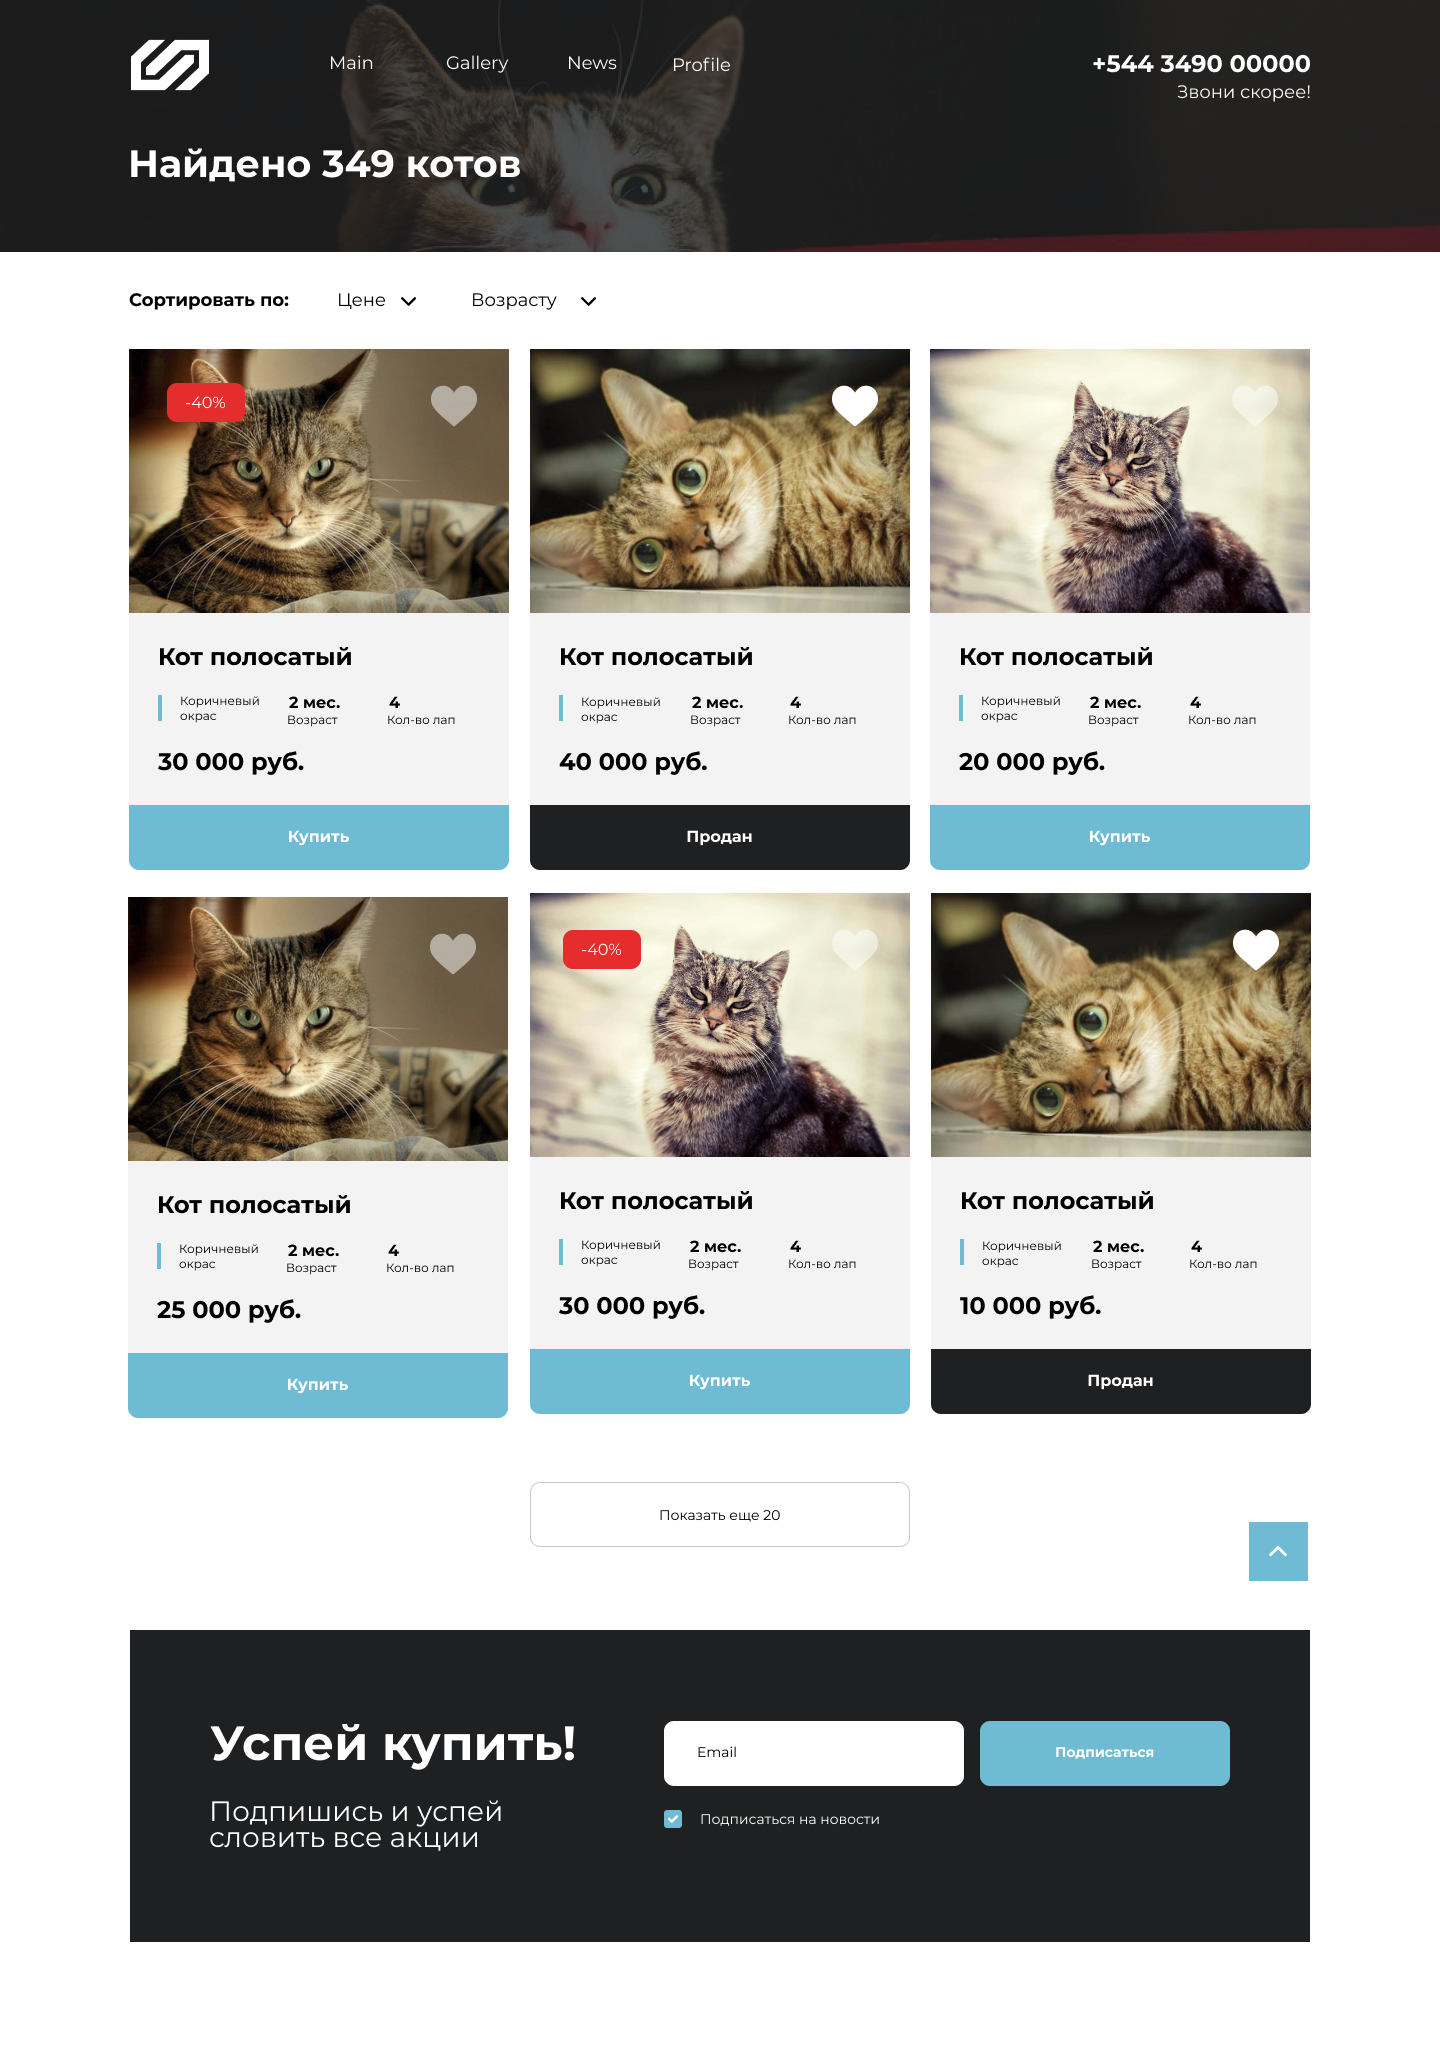 Main Gallery News Profile
+544 3490 00000
Звони скорее!
Найдено 349 котов
Сортировать по: Цене Возрасту
-40%
Кот полосатый
Коричневый
окрас
2 мес.
Возраст
4
Кол-во лап
30 000 руб.
Купить
Кот полосатый
Коричневый
окрас
2 мес.
Возраст
4
Кол-во лап
40 000 руб.
Продан
Кот полосатый
Коричневый
окрас
2 мес.
Возраст
4
Кол-во лап
20 000 руб.
Купить
Кот полосатый
Коричневый
окрас
2 мес.
Возраст
4
Кол-во лап
25 000 руб.
Купить
-40%
Кот полосатый
Коричневый
окрас
2 мес.
Возраст
4
Кол-во лап
30 000 руб.
Купить
Кот полосатый
Коричневый
окрас
2 мес.
Возраст
4
Кол-во лап
10 000 руб.
Продан
Показать еще 20
Успей купить!
Подпишись и успей
словить все акции
Email
Подписаться
Подписаться на новости